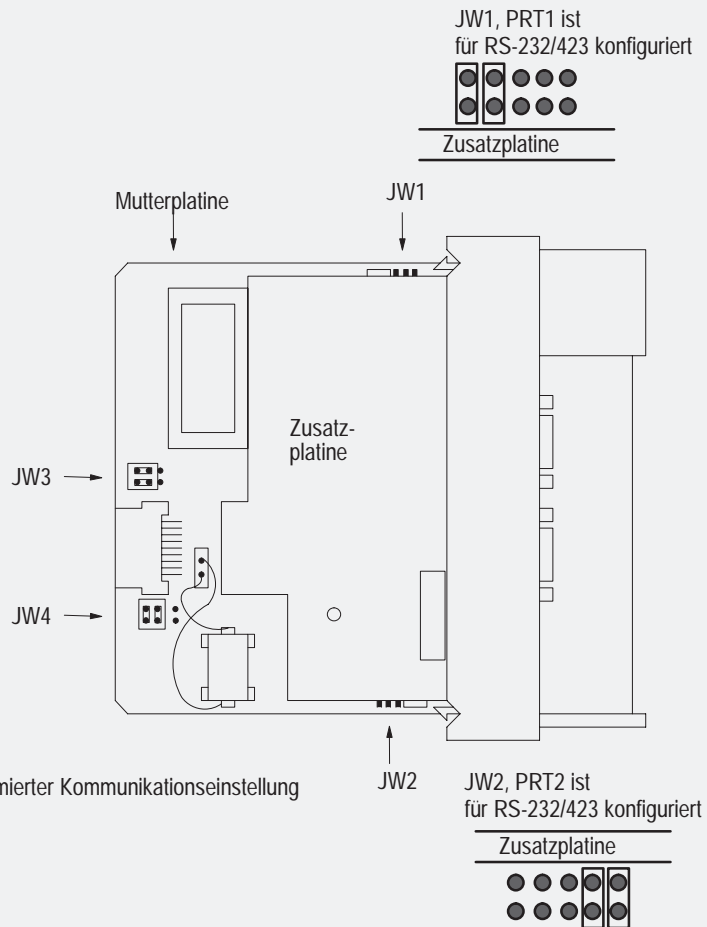 JW1, PRT1 ist
für RS-232/423 konfiguriert
Zusatzplatine
Mutterplatine
JW1
Zusatz-
platine
JW3
JW4
JW2
mierter Kommunikationseinstellung
JW2, PRT2 ist
für RS-232/423 konfiguriert
Zusatzplatine